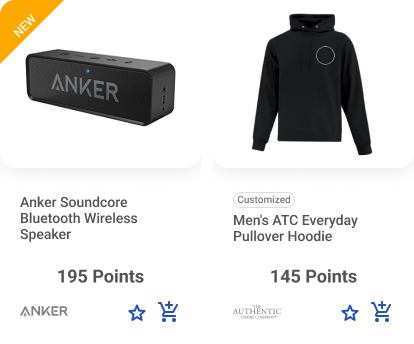 NEW
ANKER
Anker Soundcore
Bluetooth Wireless
Speaker
195 Points
ANKER
Customized
Men's ATC Everyday
Pullover Hoodie
145 Points
THE
AUTHENTIC
T-SHIRT COMPANY